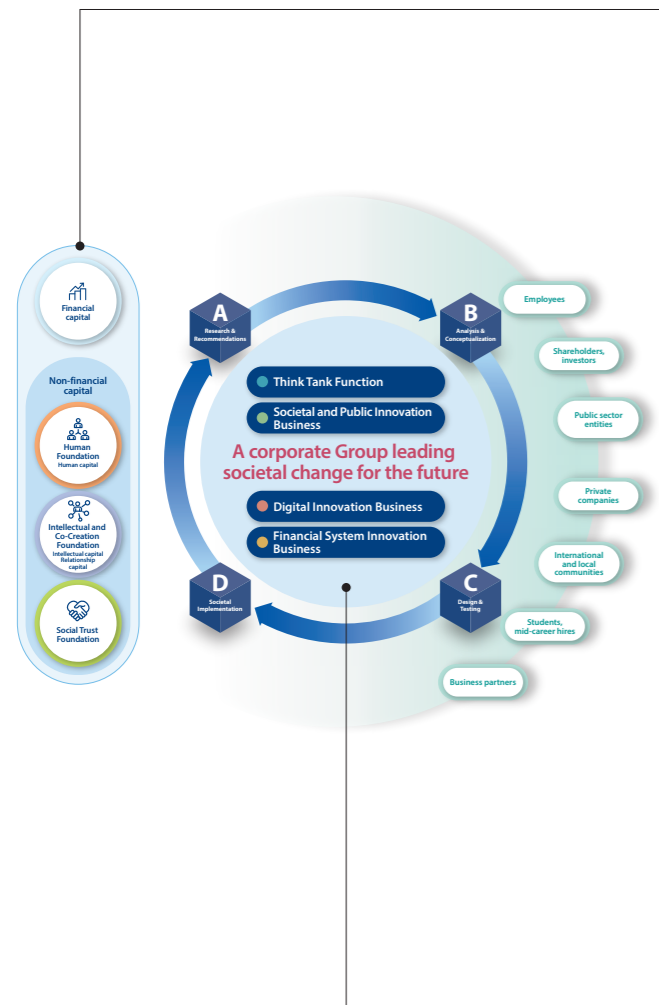 Financial
capital
Non-financial
capital
Human
Foundation
Human capital
Intellectual and
Co-Creation
Foundation
Intellectual capital
Relationship
capital
Social Trust
Foundation
A
Research &
Recommendations
B
Analysis &
Conceptualization
Think Tank Function
Societal and Public Innovation
Business
A corporate Group leading
societal change for the future
Digital Innovation Business
Financial System Innovation
Business
D
Societal
Implementation
C
Design &
Testing
Employees
Shareholders,
investors
Public sector
entities
Private
companies
International
and local
communities
Students,
mid-career hires
Business partners